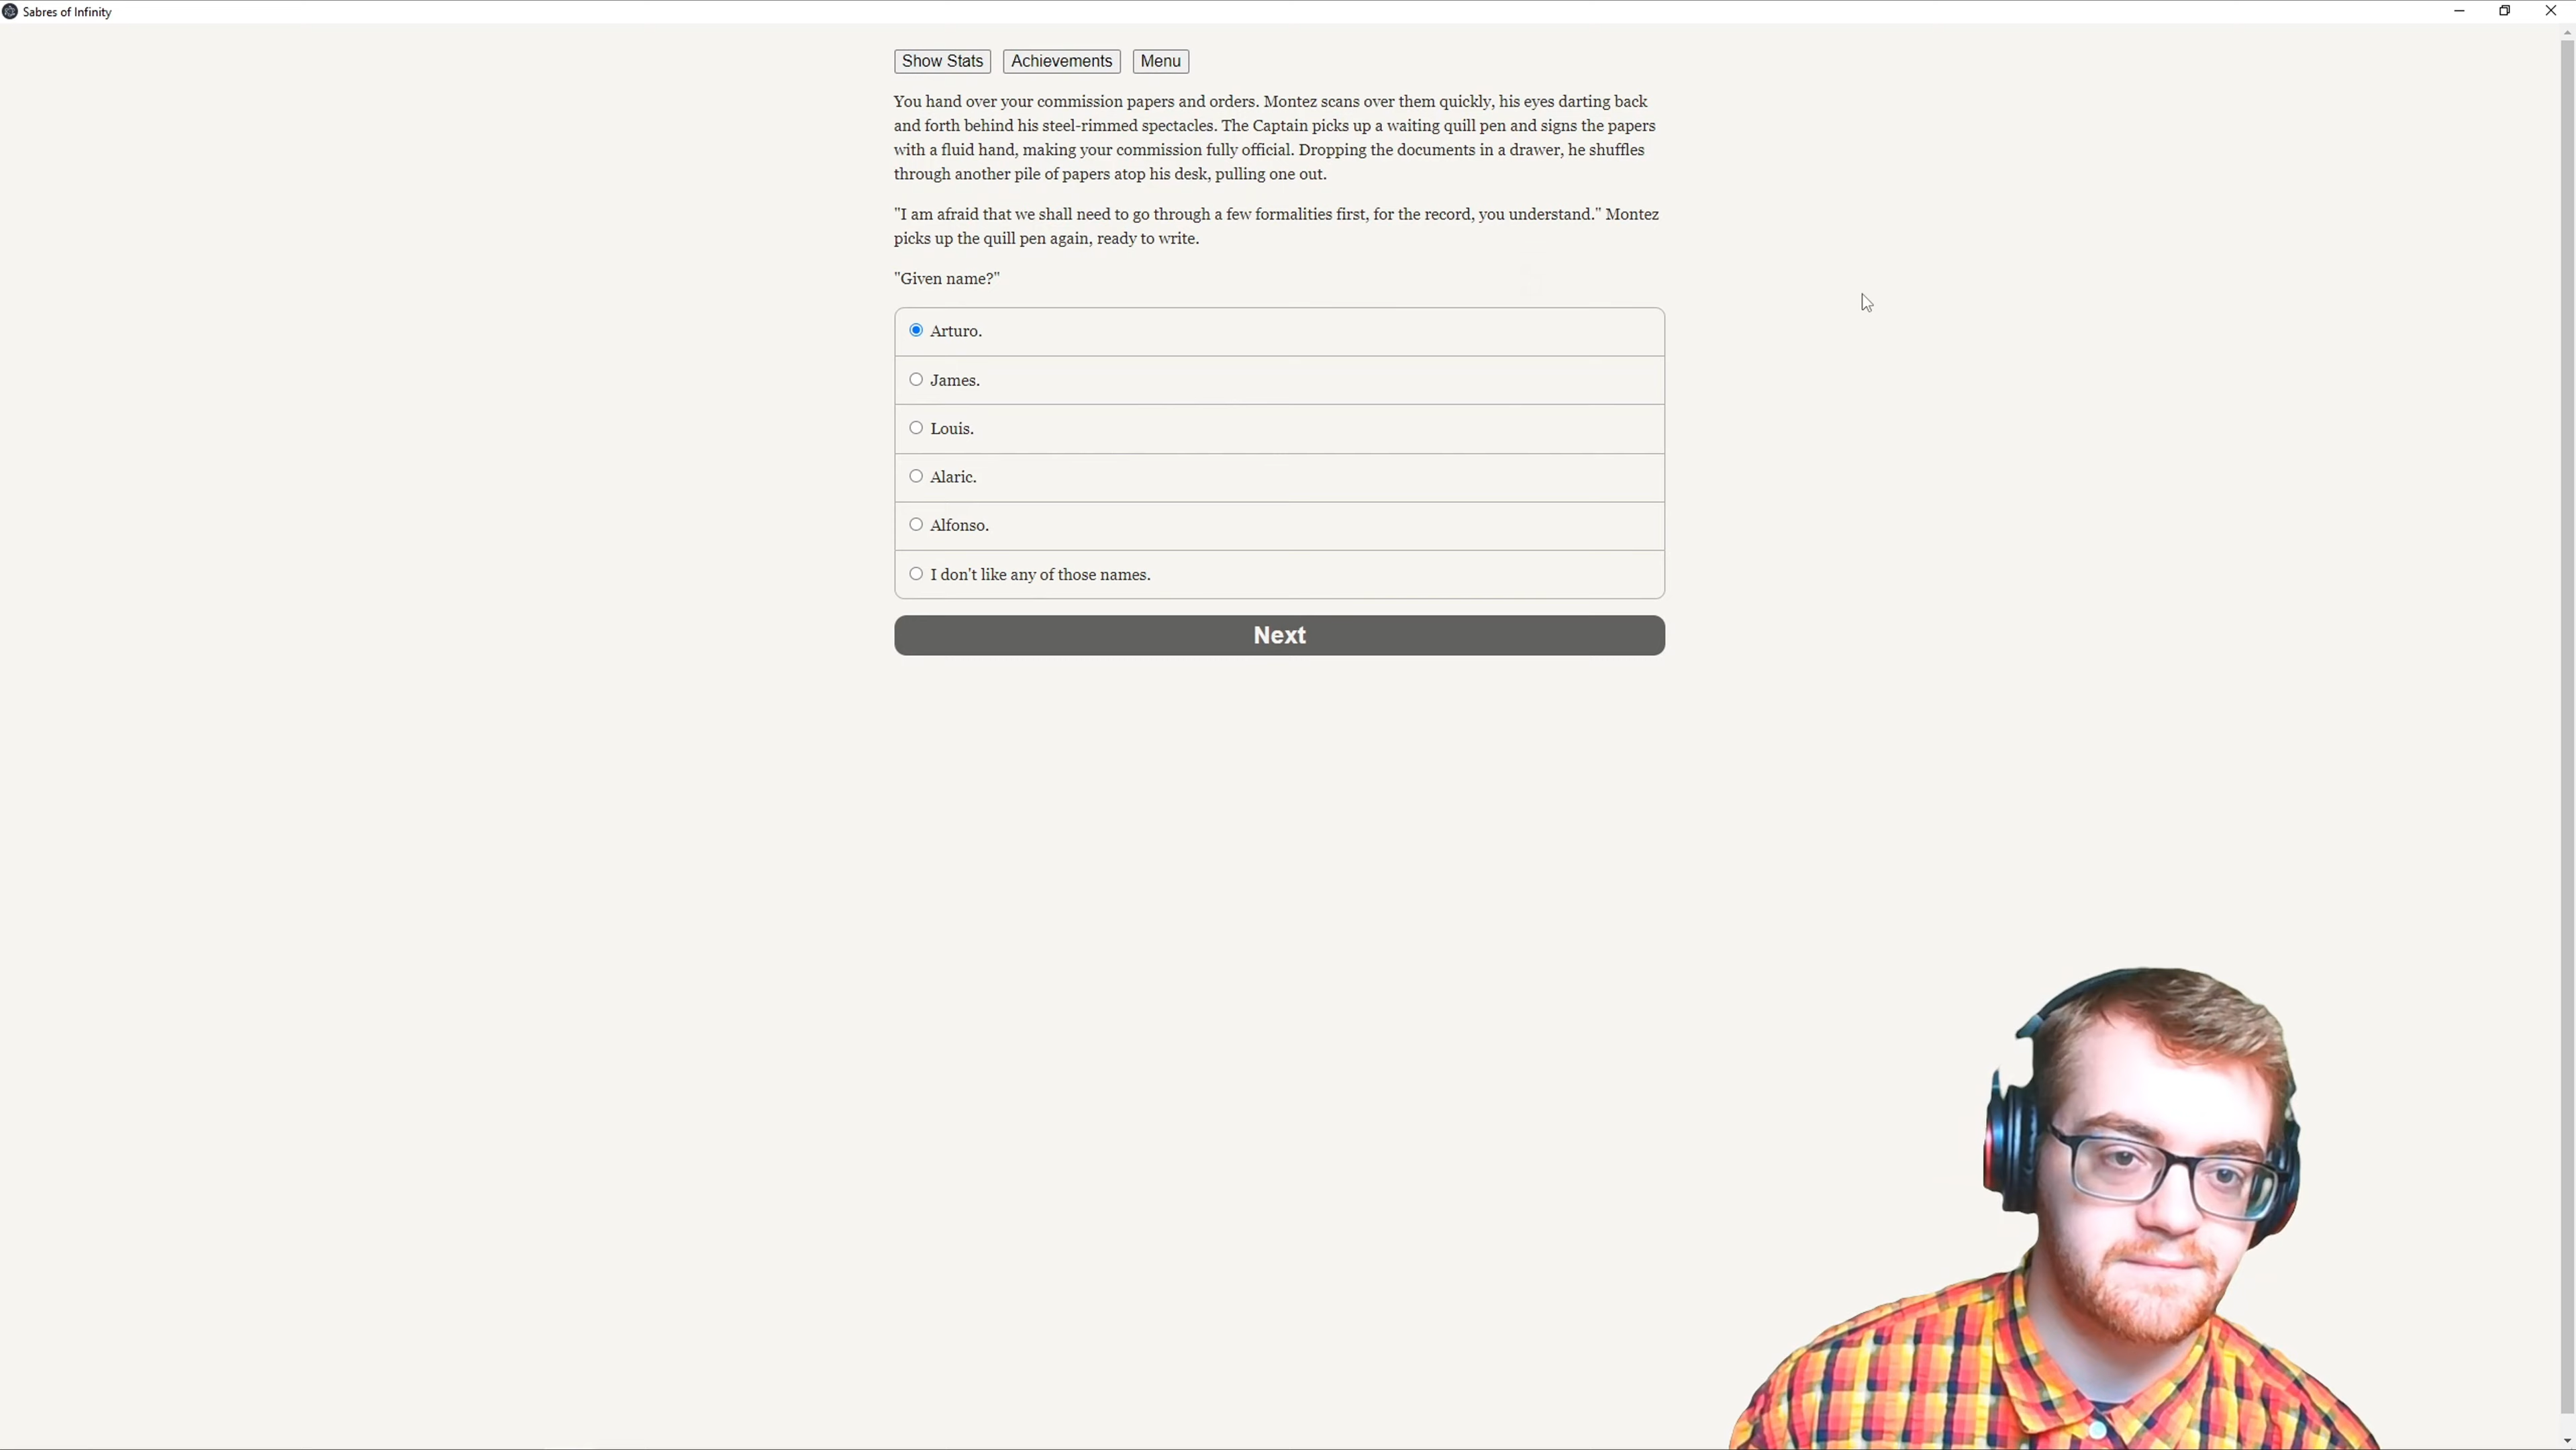 Sabres of Infinity
Show Stats Achievements Menu
You hand over your commission papers and orders. Montez scans over them quickly, his eyes darting back
and forth behind his steel-rimmed spectacles. The Captain picks up a waiting quill pen and signs the papers
with a fluid hand, making your commission fully official. Dropping the documents in a drawer, he shuffles
through another pile of papers atop his desk, pulling one out.
"I am afraid that we shall need to go through a few formalities first, for the record, you understand." Montez
picks up the quill pen again, ready to write.
"Given name?"
Arturo.
James.
Louis.
Alaric.
Alfonso.
I don't like any of those names.
Next